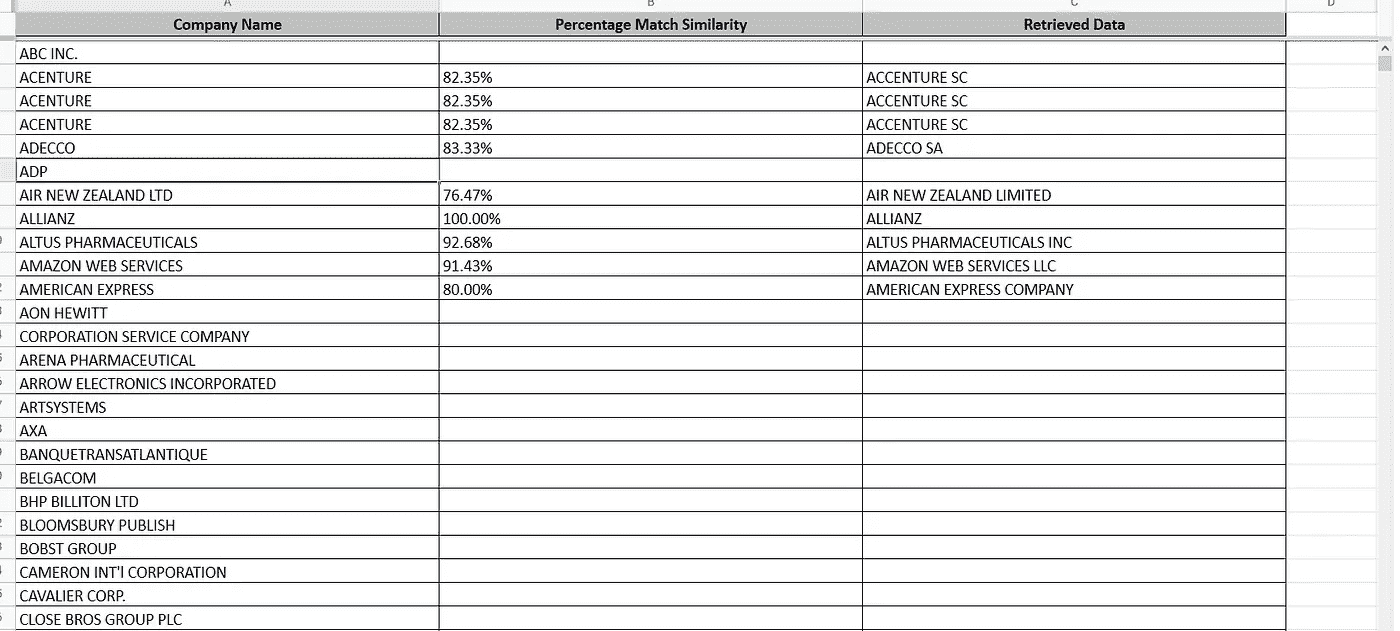 A B C D
Company Name Percentage Match Similarity Retrieved Data
ABC INC.
ACENTURE 82.35% ACCENTURE SC
ACENTURE 82.35% ACCENTURE SC
ACENTURE 82.35% ACCENTURE SC
ADECCO 83.33% ADECCO SA
ADP
AIR NEW ZEALAND LTD 76.47% AIR NEW ZEALAND LIMITED
ALLIANZ 100.00% ALLIANZ
ALTUS PHARMACEUTICALS 92.68% ALTUS PHARMACEUTICALS INC
AMAZON WEB SERVICES 91.43% AMAZON WEB SERVICES LLC
AMERICAN EXPRESS 80.00% AMERICAN EXPRESS COMPANY
AON HEWITT
CORPORATION SERVICE COMPANY
ARENA PHARMACEUTICAL
ARROW ELECTRONICS INCORPORATED
ARTSYSTEMS
AXA
BANQUETRANSATLANTIQUE
BELGACOM
BHP BILLITON LTD
BLOOMSBURY PUBLISH
BOBST GROUP
CAMERON INT'l CORPORATION
CAVALIER CORP.
CLOSE BROS GROUP PLC